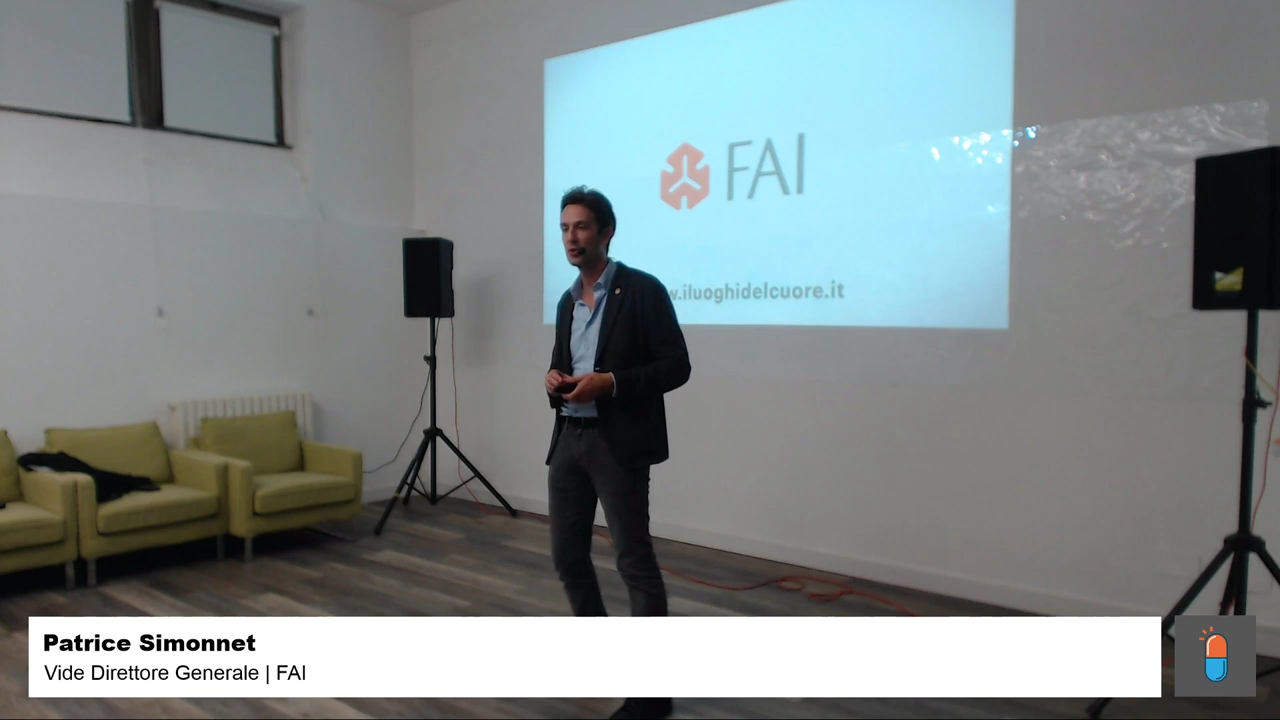 FAI
w.iluoghidelcuore.it
Patrice Simonnet
Vide Direttore Generale | FAI